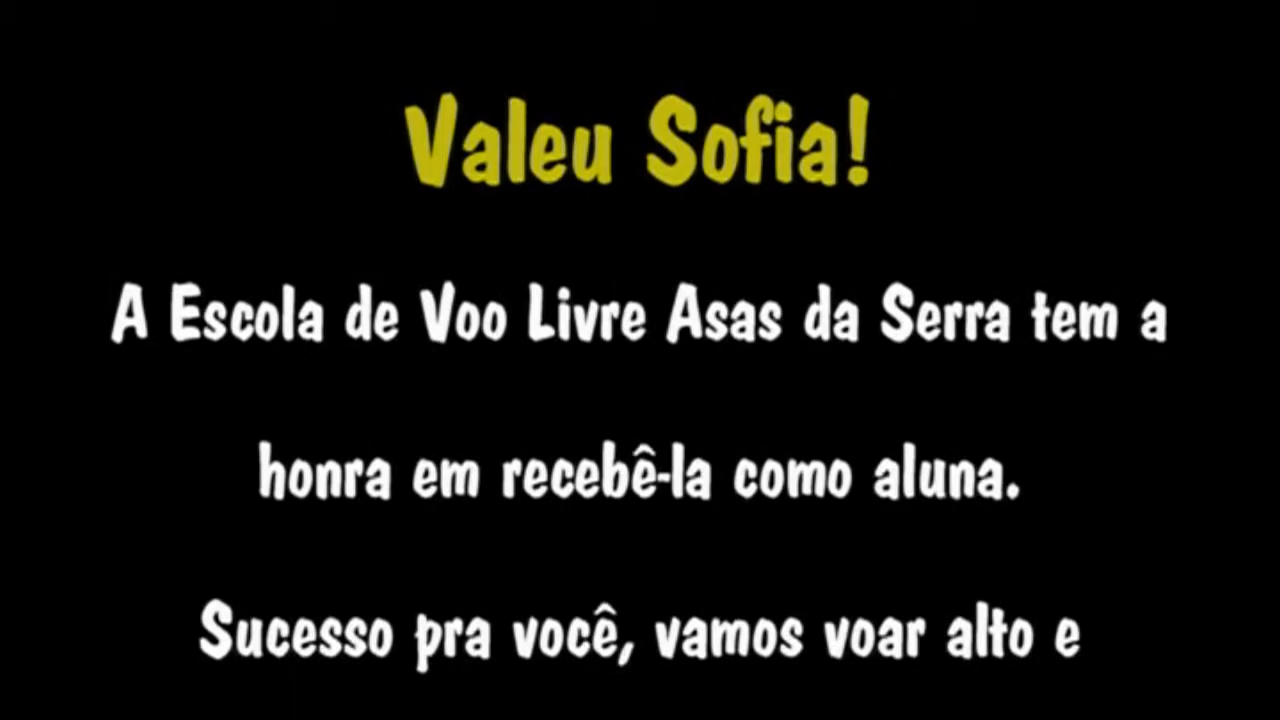 Valeu Sofia!
A Escola de Voo Livre Asas da Serra tem a
honra em recebê-la como aluna.
Sucesso pra você, vamos voar alto e